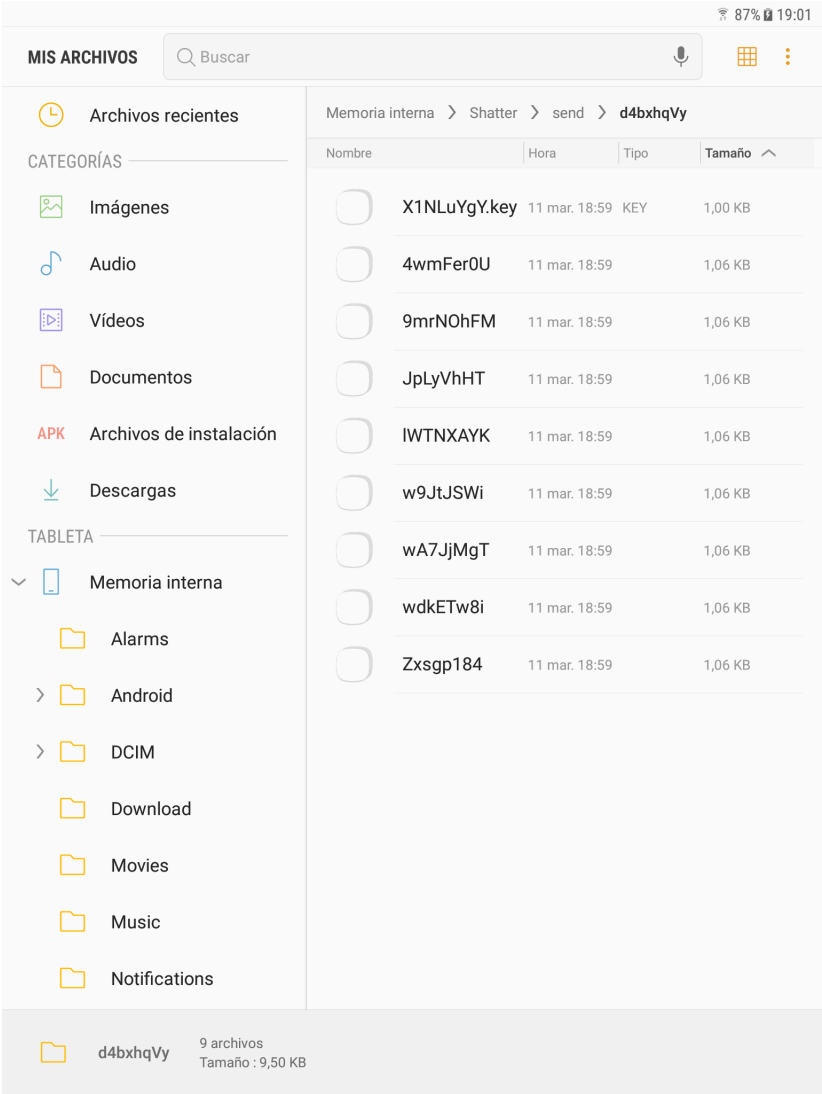 87% 19:01
MIS ARCHIVOS
Buscar
Archivos recientes
CATEGORÍAS
Imágenes
Audio
Vídeos
Documentos
APK Archivos de instalación
Descargas
TABLETA
Memoria interna
Alarms
Android
DCIM
Download
Movies
Music
Notifications
Memoria interna > Shatter > send > d4bxhqVy
Nombre Hora Tipo Tamaño
X1NLuYgY.key 11 mar. 18:59 KEY 1,00 KB
4wmFer0U 11 mar. 18:59 1,06 KB
9mrNOhFM 11 mar. 18:59 1,06 KB
JpLyVhHT 11 mar. 18:59 1,06 KB
lWTNXAYK 11 mar. 18:59 1,06 KB
w9JtJSWi 11 mar. 18:59 1,06 KB
wA7JjMgT 11 mar. 18:59 1,06 KB
wdkETw8i 11 mar. 18:59 1,06 KB
Zxsgp184 11 mar. 18:59 1,06 KB
d4bxhqVy
9 archivos
Tamaño : 9,50 KB